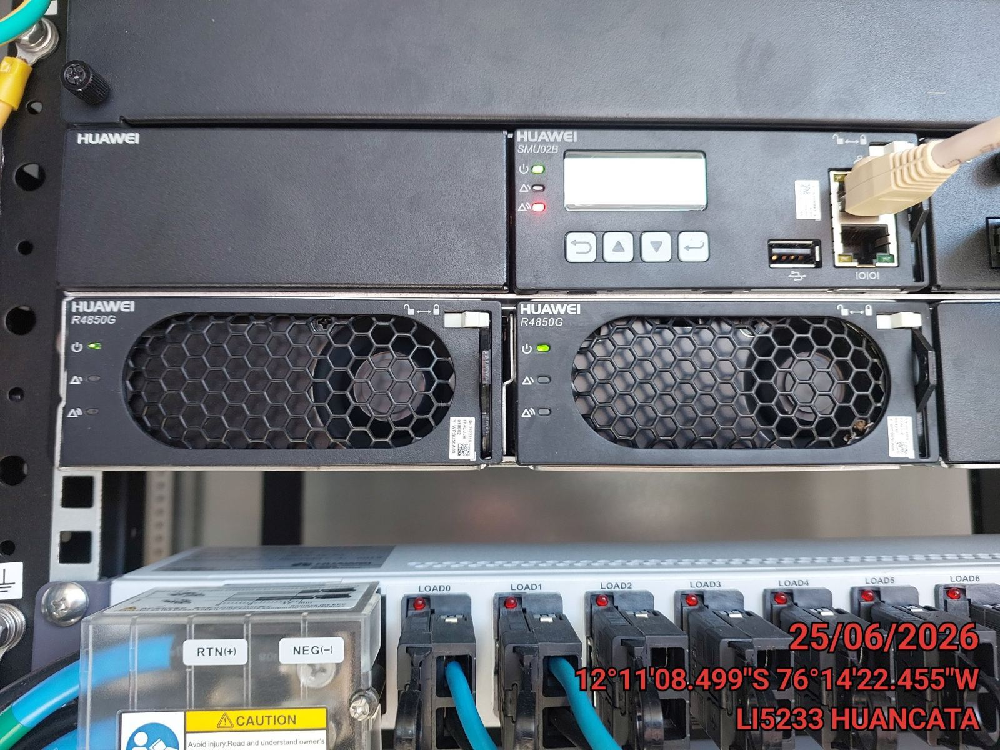 HUAWEI
HUAWEI
SMU02B
IOIOI
HUAWEI
R4850G
HUAWEI
R4850G
LOAD0
LOAD1
LOAD2
LOAD3
LOAD4
LOAD5
LOAD6
RTN(+)
NEG(−)
CAUTION
Avoid injury.Read and understand owner's
25/06/2026
12°11'08.499"S 76°14'22.455"W
LI5233 HUANCATA